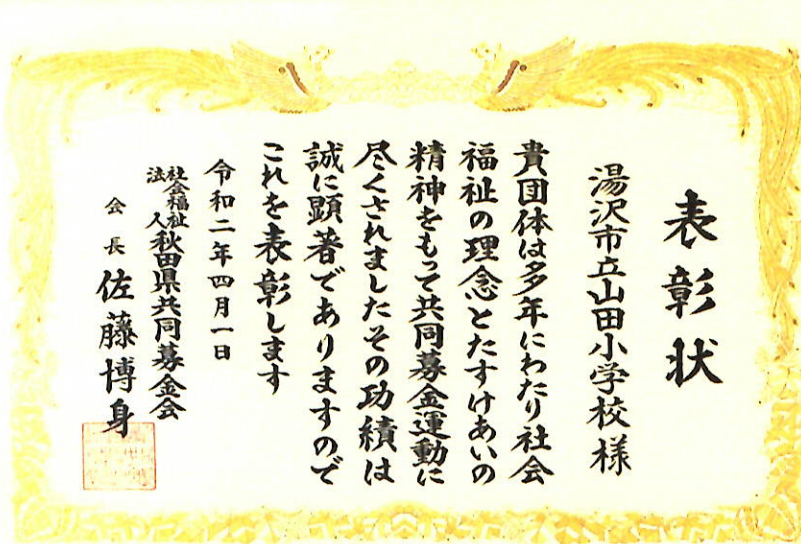 表彰状
湯沢市立山田小学校様
貴団体は多年にわたり社会
福祉の理念とたすけあいの
精神をもって共同募金運動に
尽くされましたその功績は
誠に顕著でありますので
これを表彰します
令和二年四月一日
社会福祉法人秋田県共同募金会
会長佐藤博身